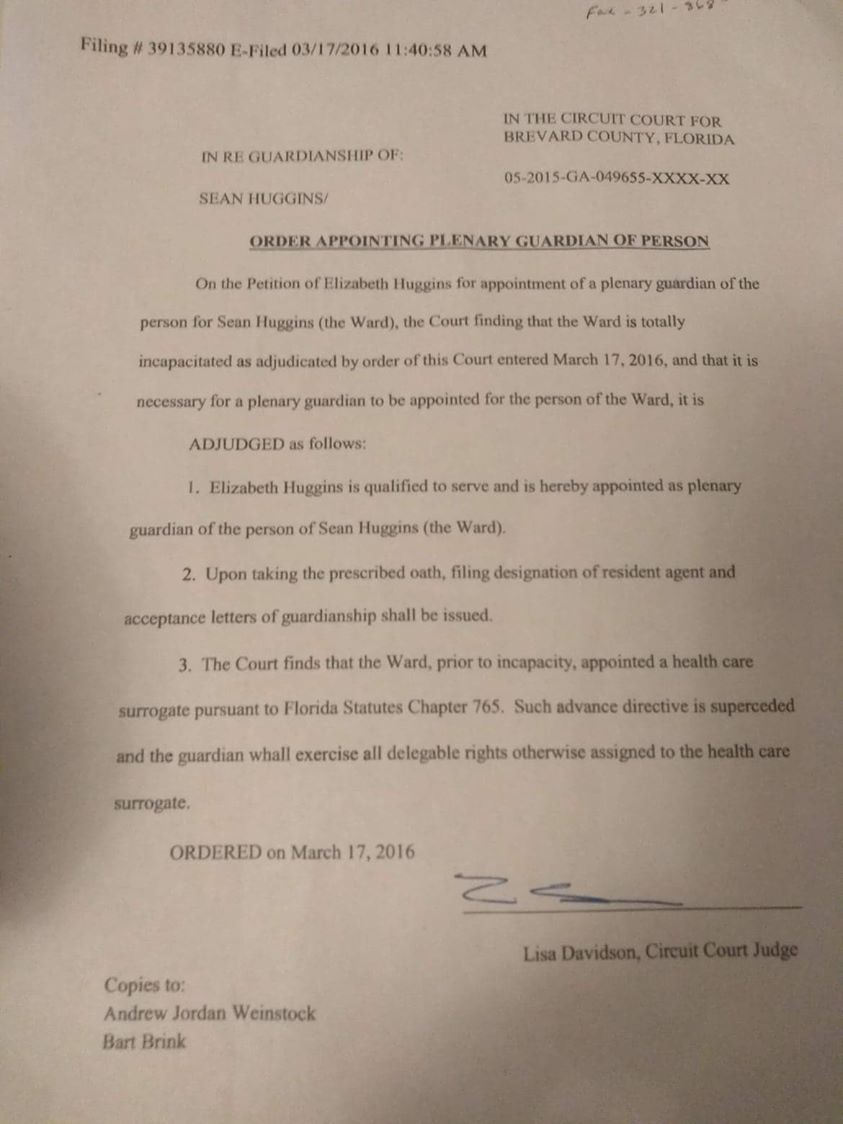 Fax - 321 - 868
Filing # 39135880 E-Filed 03/17/2016 11:40:58 AM
IN THE CIRCUIT COURT FOR
BREVARD COUNTY, FLORIDA
IN RE GUARDIANSHIP OF:
05-2015-GA-049655-XXXX-XX
SEAN HUGGINS/
ORDER APPOINTING PLENARY GUARDIAN OF PERSON
On the Petition of Elizabeth Huggins for appointment of a plenary guardian of the
person for Sean Huggins (the Ward), the Court finding that the Ward is totally
incapacitated as adjudicated by order of this Court entered March 17, 2016, and that it is
necessary for a plenary guardian to be appointed for the person of the Ward, it is
ADJUDGED as follows:
1. Elizabeth Huggins is qualified to serve and is hereby appointed as plenary
guardian of the person of Sean Huggins (the Ward).
2. Upon taking the prescribed oath, filing designation of resident agent and
acceptance letters of guardianship shall be issued.
3. The Court finds that the Ward, prior to incapacity, appointed a health care
surrogate pursuant to Florida Statutes Chapter 765. Such advance directive is superceded
and the guardian whall exercise all delegable rights otherwise assigned to the health care
surrogate.
ORDERED on March 17, 2016
Lisa Davidson, Circuit Court Judge
Copies to:
Andrew Jordan Weinstock
Bart Brink